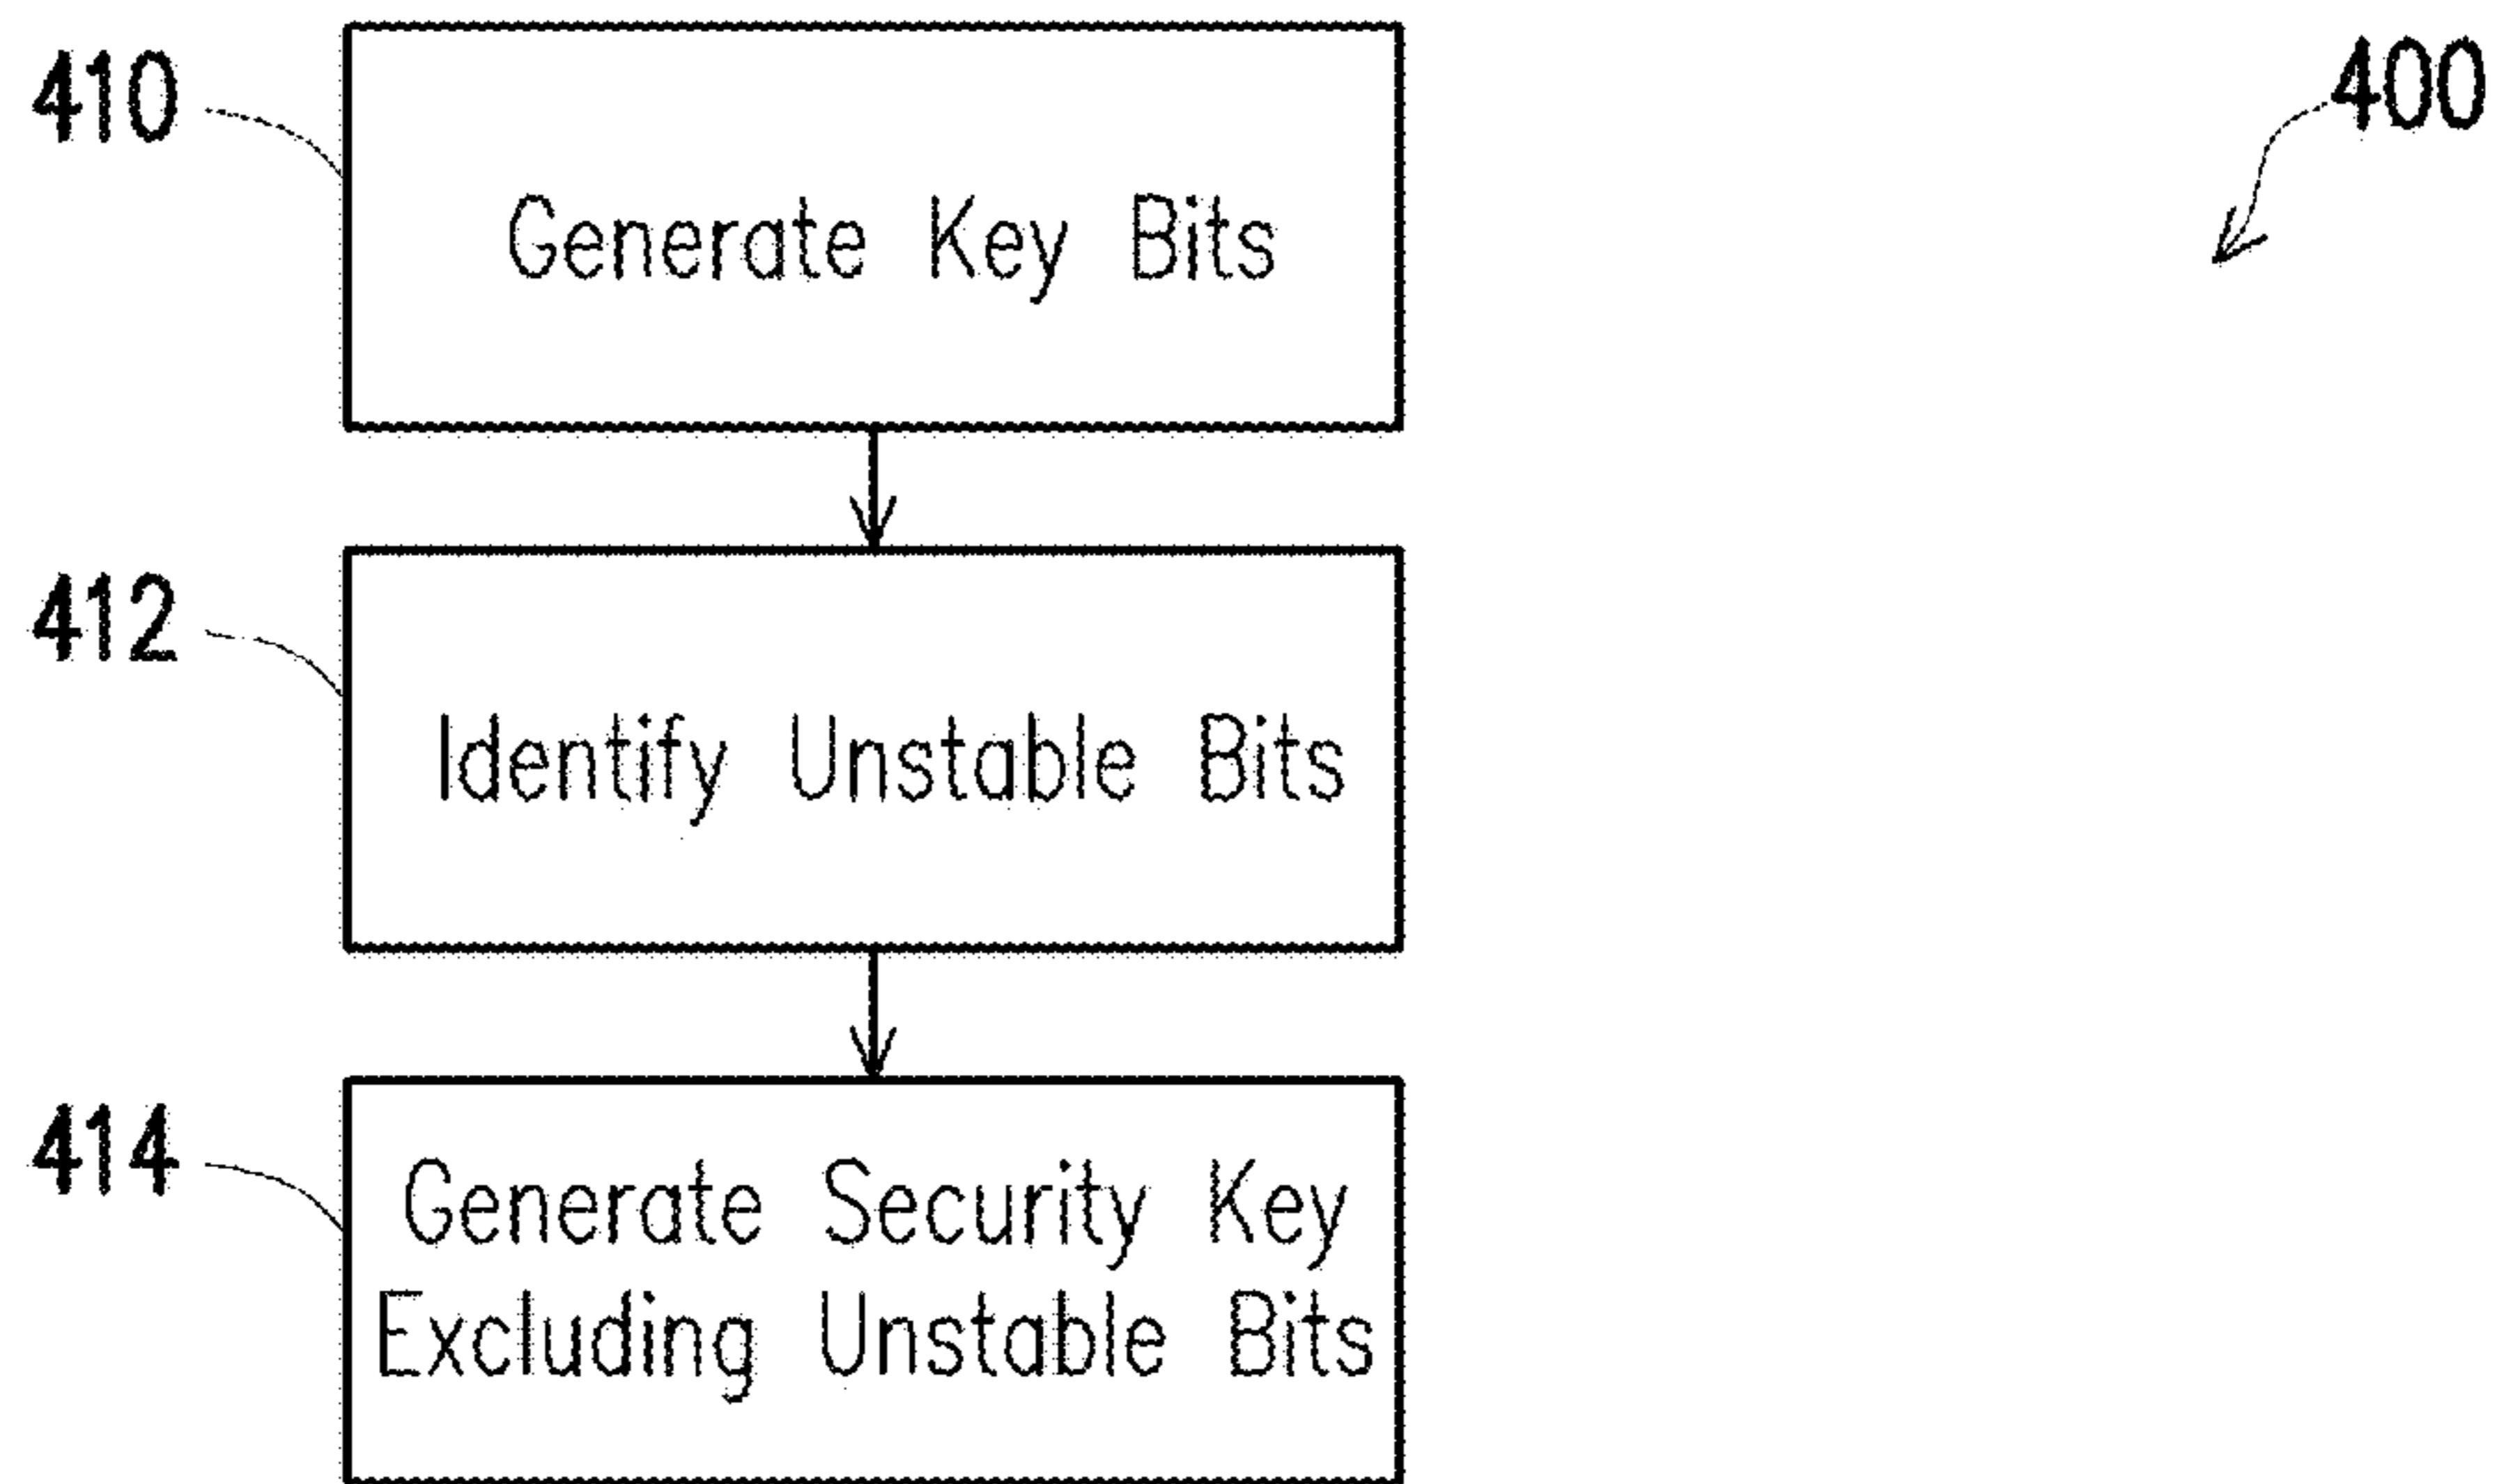 410
400
Generate Key Bits
412
Identify Unstable Bits
414
Generate Security Key
Excluding Unstable Bits